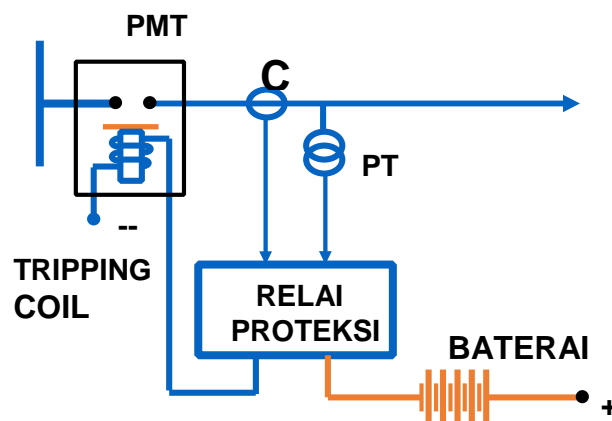 PMT
C
PT
--
TRIPPING
COIL
RELAI
PROTEKSI
BATERAI
+